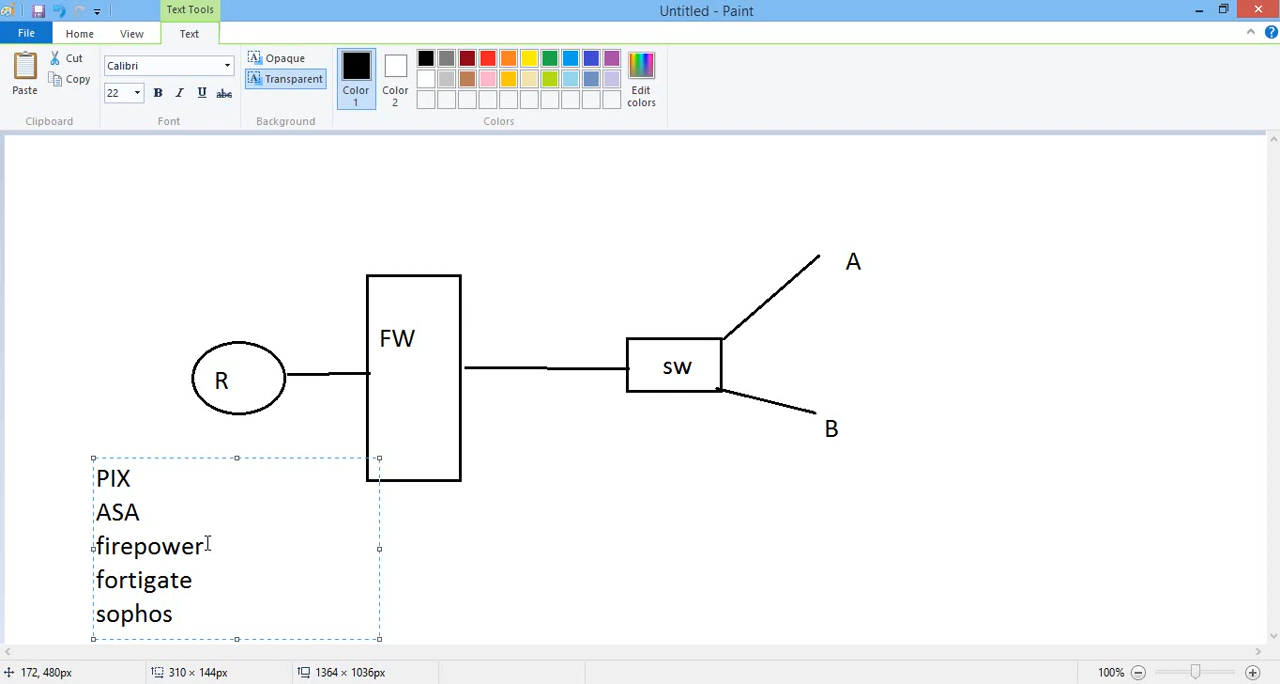 Text Tools
Untitled - Paint
File
Home
View
Text
Paste
Cut
Copy
Clipboard
Calibri
22
B I U abc
Font
Opaque
Transparent
Background
Color 1
Color 2
Edit colors
Colors
A
FW
R
sw
B
PIX
ASA
firepower
fortigate
sophos
172, 480px
310 × 144px
1364 × 1036px
100%